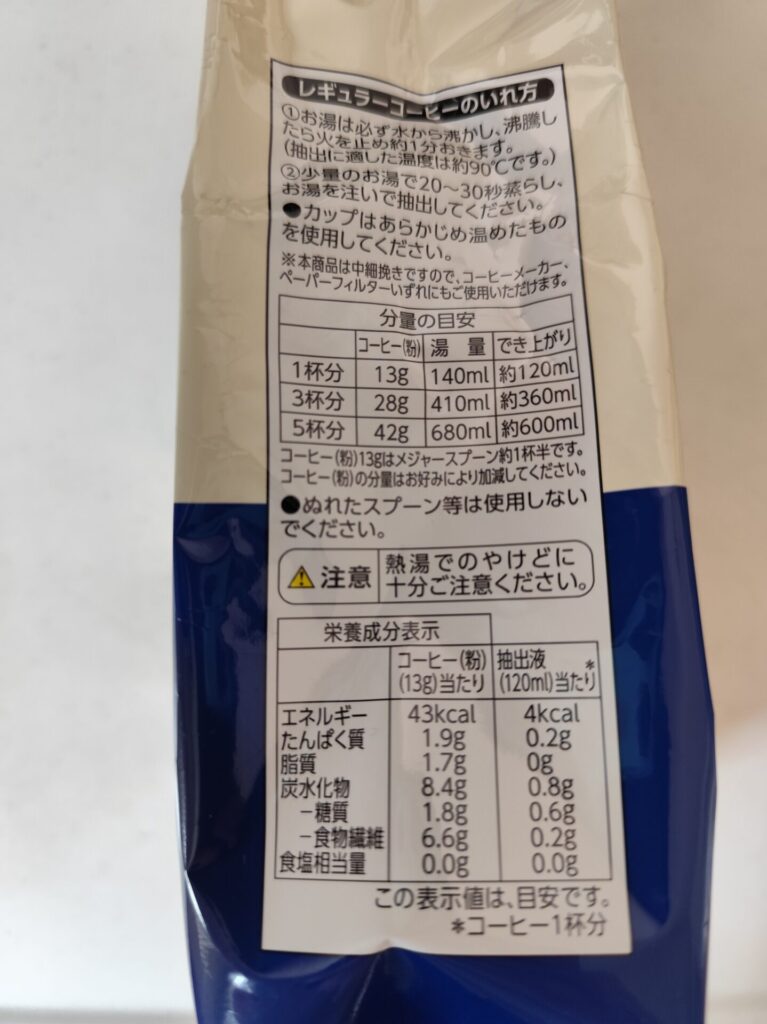 レギュラーコーヒーのいれ方
①お湯は必ず水から沸かし、沸騰し
たら火を止め約1分おきます。
(抽出に適した温度は約90℃です。)
②少量のお湯で20～30秒蒸らし、
お湯を注いで抽出してください。
●カップはあらかじめ温めたもの
を使用してください。
※本商品は中細挽きですので、コーヒーメーカー、
ペーパーフィルターいずれにもご使用いただけます。
分量の目安
コーヒー(粉) 湯量 でき上がり
1杯分 13g 140ml 約120ml
3杯分 28g 410ml 約360ml
5杯分 42g 680ml 約600ml
コーヒー(粉)13gはメジャースプーン約1杯半です。
コーヒー(粉)の分量はお好みにより加減してください。
●ぬれたスプーン等は使用しない
でください。
注意 熱湯でのやけどに
十分ご注意ください。
栄養成分表示
コーヒー(粉) 抽出液 *
(13g)当たり (120ml)当たり
エネルギー 43kcal 4kcal
たんぱく質 1.9g 0.2g
脂質 1.7g 0g
炭水化物 8.4g 0.8g
－糖質 1.8g 0.6g
－食物繊維 6.6g 0.2g
食塩相当量 0.0g 0.0g
この表示値は、目安です。
*コーヒー1杯分